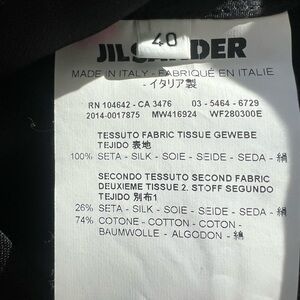 40
JIL SANDER
MADE IN ITALY - FABRIQUÉ EN ITALIE
- イタリア製
RN 104642 - CA 3476 03 - 5464 - 6729
2014-0017875 MW416924 WF280300E
TESSUTO FABRIC TISSUE GEWEBE
TEJIDO 表地
100% SETA - SILK - SOIE - SEIDE - SEDA - 絹
SECONDO TESSUTO SECOND FABRIC
DEUXIEME TISSUE 2. STOFF SEGUNDO
TEJIDO 別布1
26% SETA - SILK - SOIE - SEIDE - SEDA - 絹
74% COTONE - COTTON - COTON -
BAUMWOLLE - ALGODON - 綿